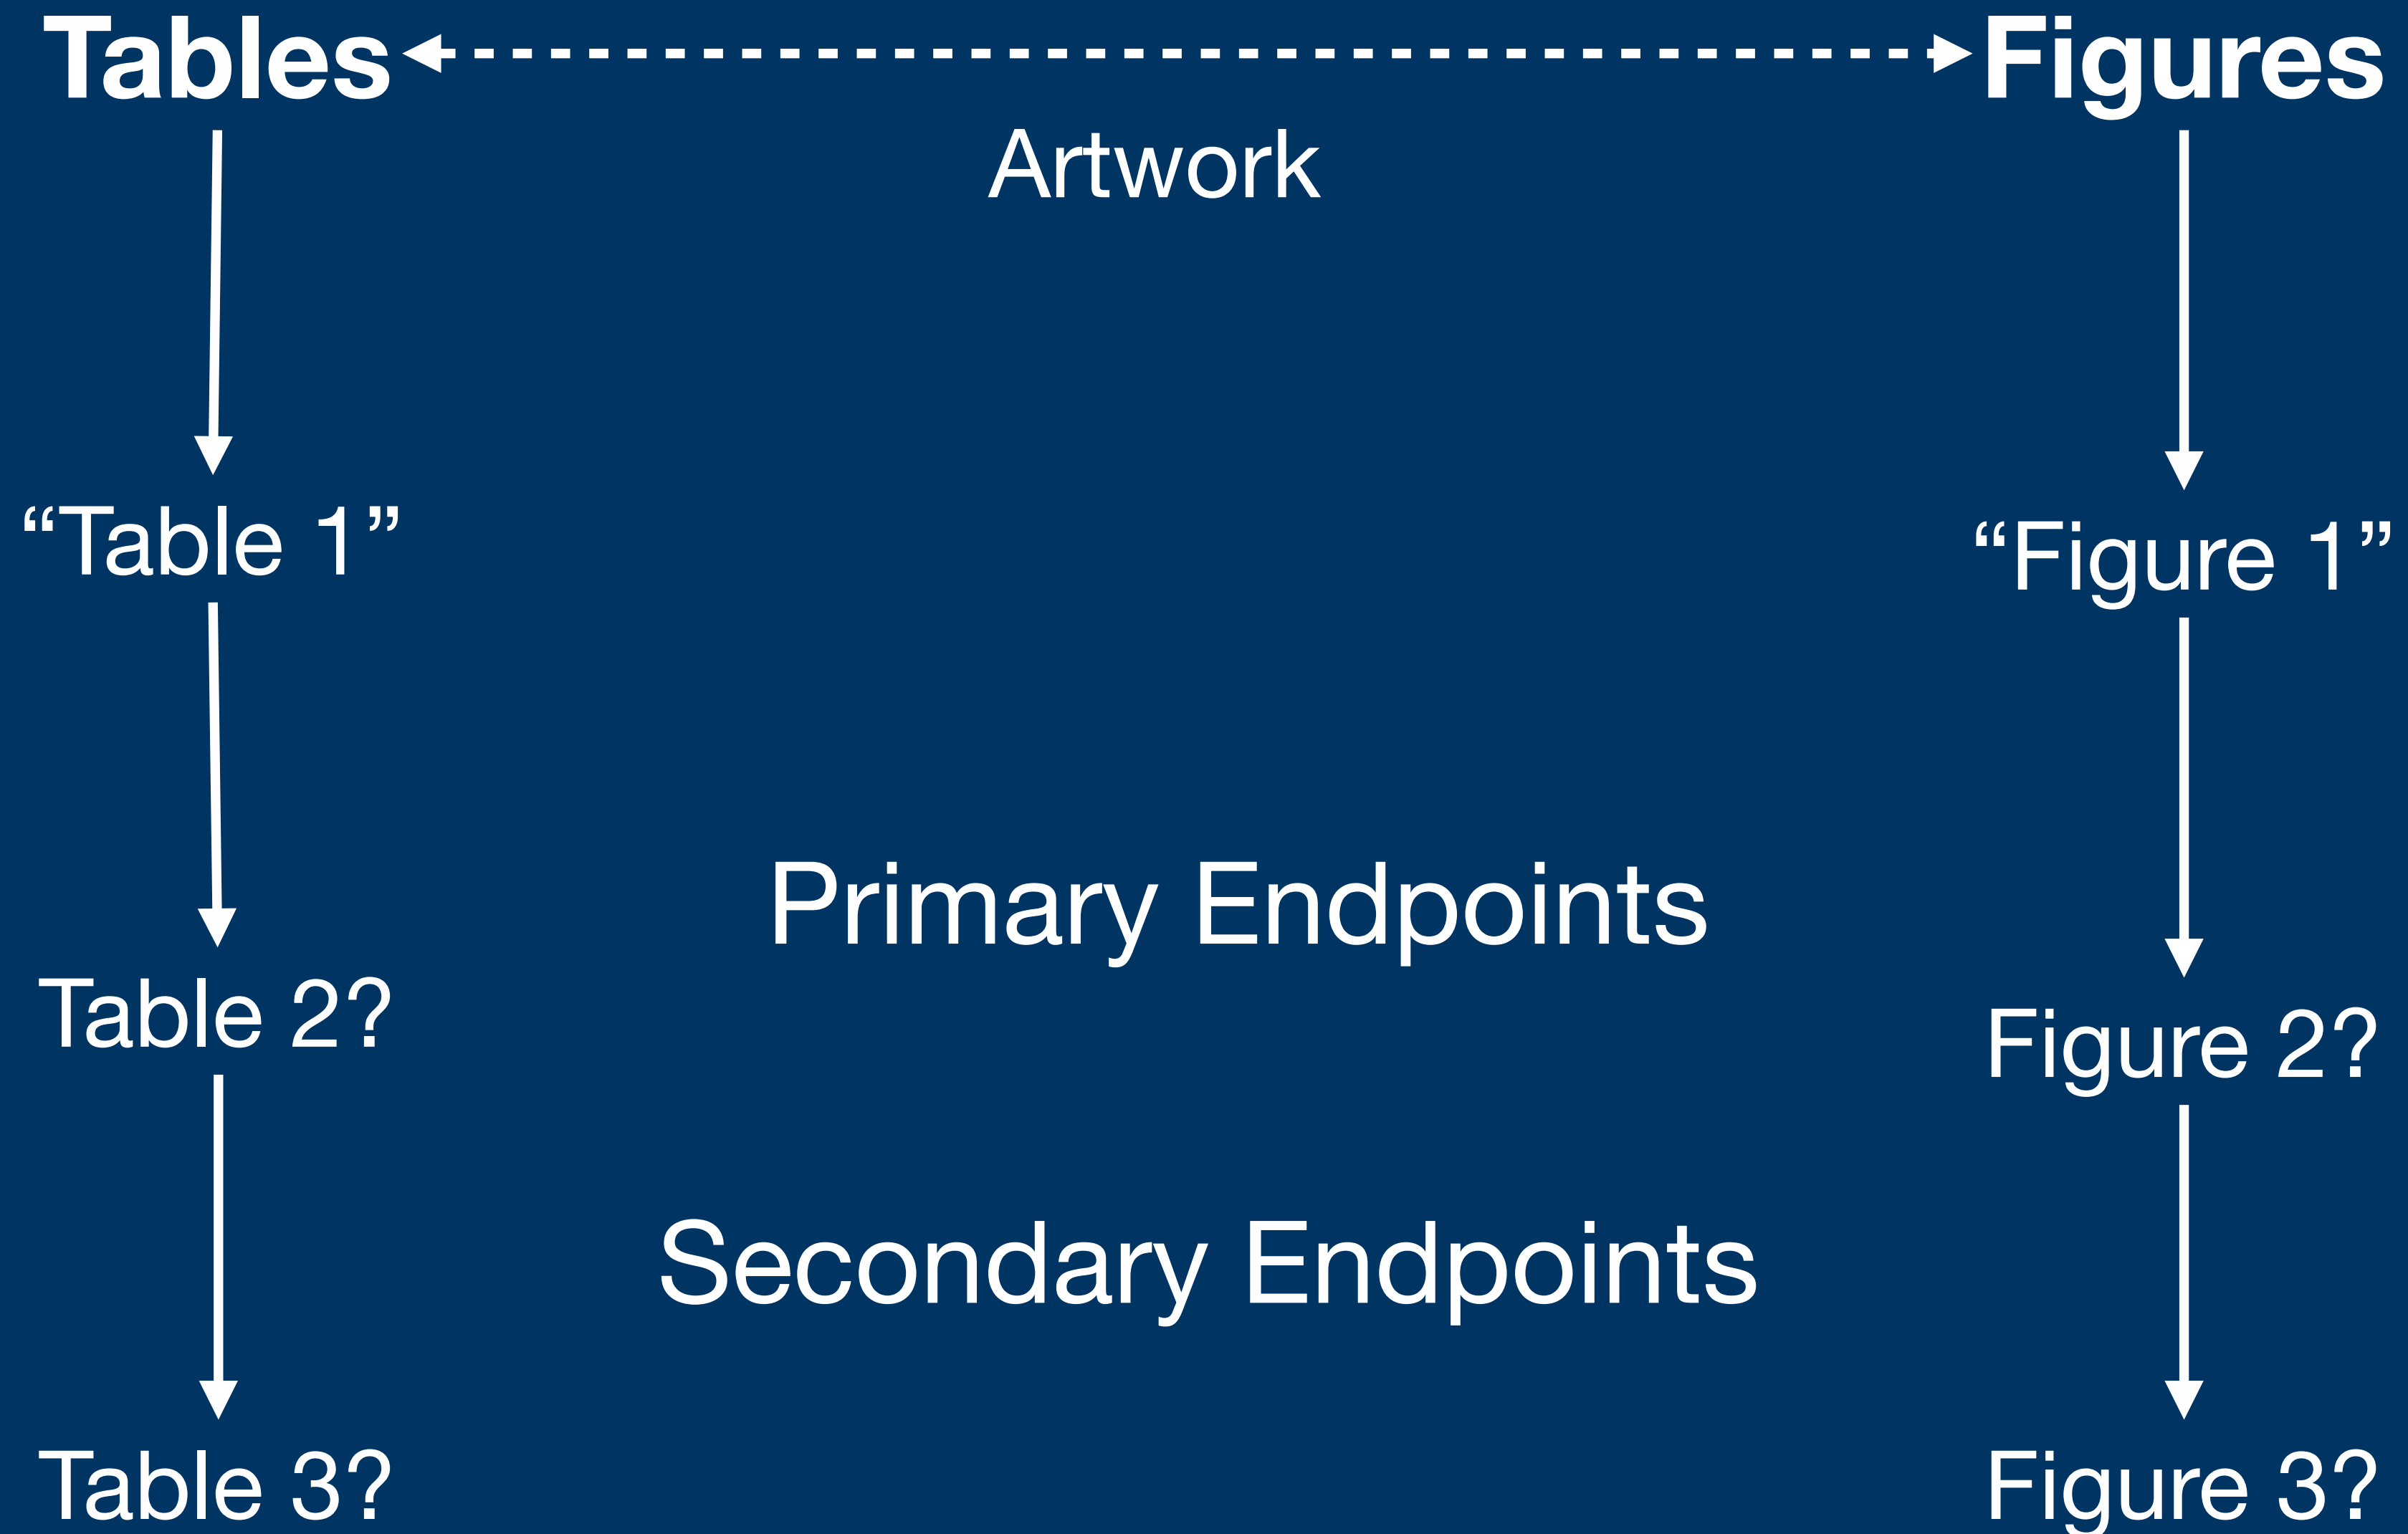 Tables
Figures
Artwork
“Table 1”
“Figure 1”
Primary Endpoints
Table 2?
Figure 2?
Secondary Endpoints
Table 3?
Figure 3?